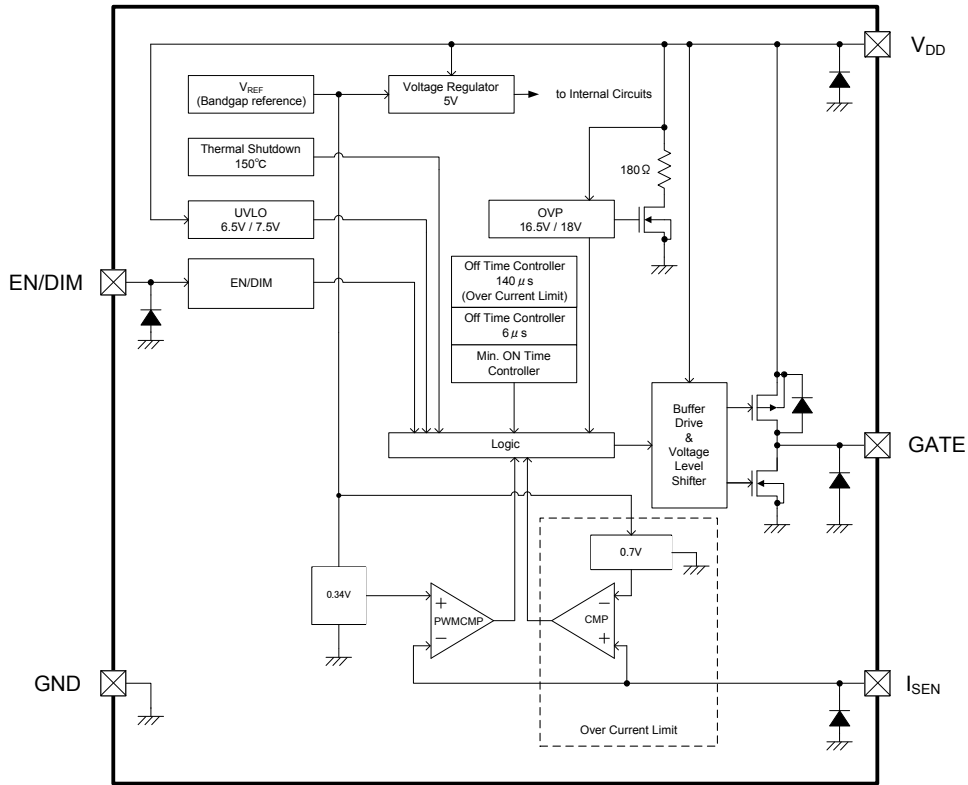 VDD
VREF
(Bandgap reference)
Voltage Regulator
5V
to Internal Circuits
Thermal Shutdown
150℃
180Ω
UVLO
6.5V / 7.5V
OVP
16.5V / 18V
EN/DIM
EN/DIM
Off Time Controller
140μs
(Over Current Limit)
Off Time Controller
6μs
Min. ON Time
Controller
Logic
Buffer
Drive
&
Voltage
Level
Shifter
GATE
0.7V
0.34V
+
PWMCMP
−
−
CMP
+
GND
ISEN
Over Current Limit